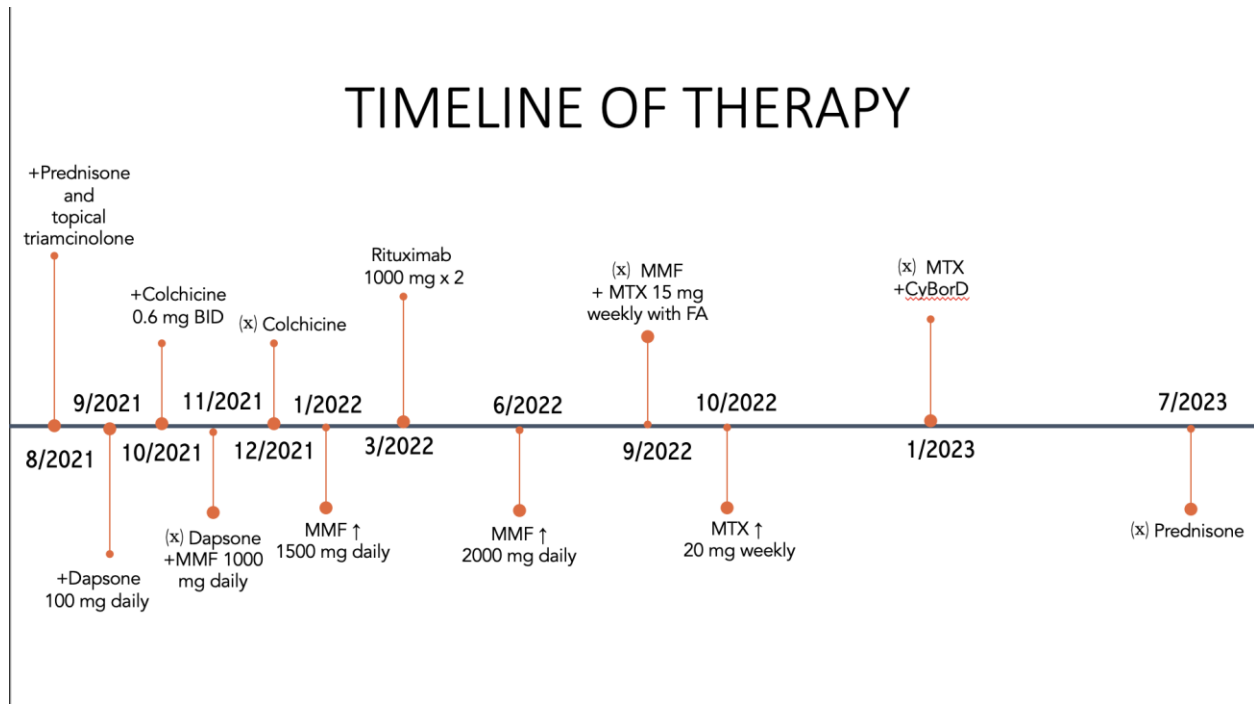 TIMELINE OF THERAPY
+Prednisone
and
topical
triamcinolone
8/2021
9/2021
+Dapsone
100 mg daily
+Colchicine
0.6 mg BID
10/2021
11/2021
(x) Dapsone
+MMF 1000
mg daily
(x) Colchicine
12/2021
1/2022
MMF ↑
1500 mg daily
Rituximab
1000 mg x 2
3/2022
6/2022
MMF ↑
2000 mg daily
(x) MMF
+ MTX 15 mg
weekly with FA
9/2022
10/2022
MTX ↑
20 mg weekly
(x) MTX
+CyBorD
1/2023
7/2023
(x) Prednisone